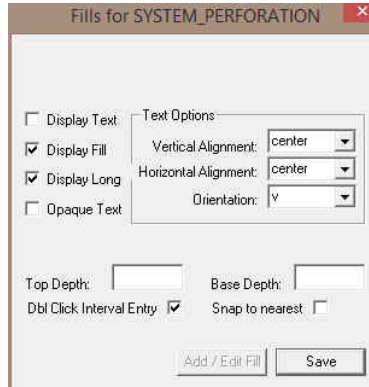 Fills for SYSTEM_PERFORATION
Display Text
Display Fill
Display Long
Opaque Text
Text Options
Vertical Alignment: center
Horizontal Alignment: center
Orientation: v
Top Depth: Base Depth:
Dbl Click Interval Entry Snap to nearest
Add / Edit Fill Save